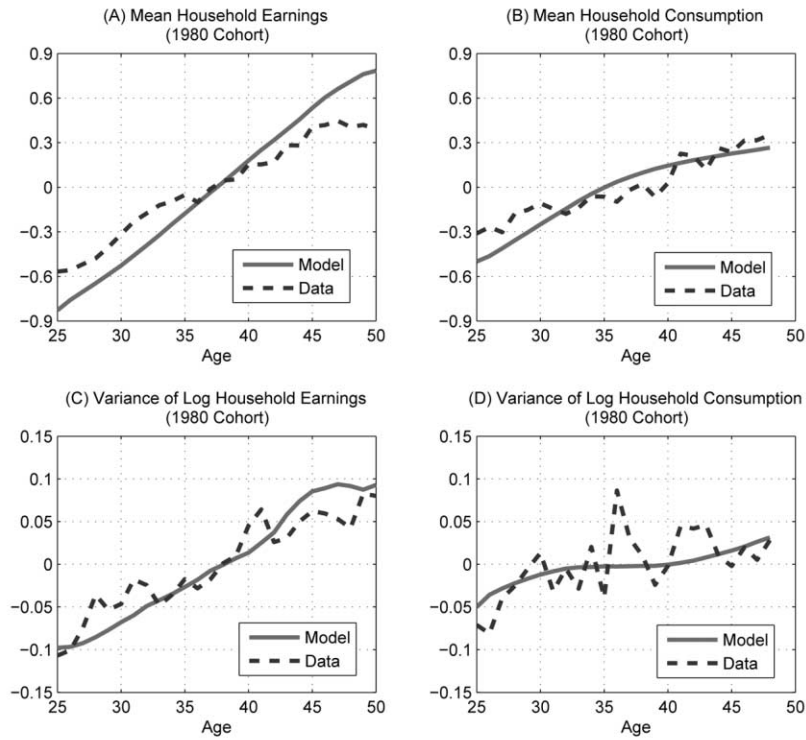 (A) Mean Household Earnings
(1980 Cohort)
0.9
0.6
0.3
0
−0.3
−0.6
−0.9
25 30 35 40 45 50
Age
Model
Data
(B) Mean Household Consumption
(1980 Cohort)
0.9
0.6
0.3
0
−0.3
−0.6
−0.9
25 30 35 40 45 50
Age
Model
Data
(C) Variance of Log Household Earnings
(1980 Cohort)
0.15
0.1
0.05
0
−0.05
−0.1
−0.15
25 30 35 40 45 50
Age
Model
Data
(D) Variance of Log Household Consumption
(1980 Cohort)
0.15
0.1
0.05
0
−0.05
−0.1
−0.15
25 30 35 40 45 50
Age
Model
Data